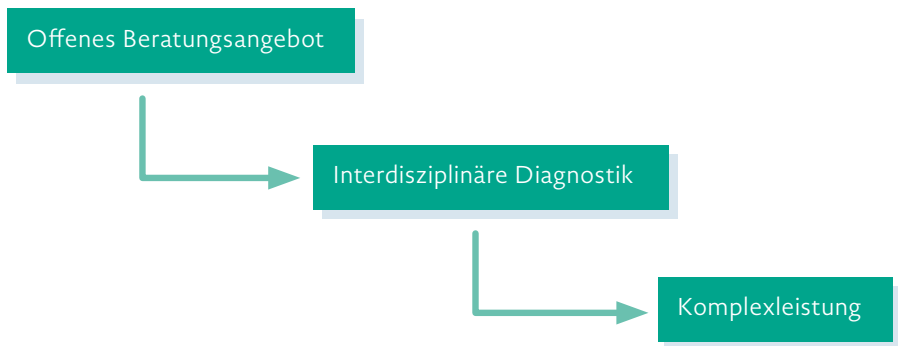 Offenes Beratungsangebot
Interdisziplinäre Diagnostik
Komplexleistung